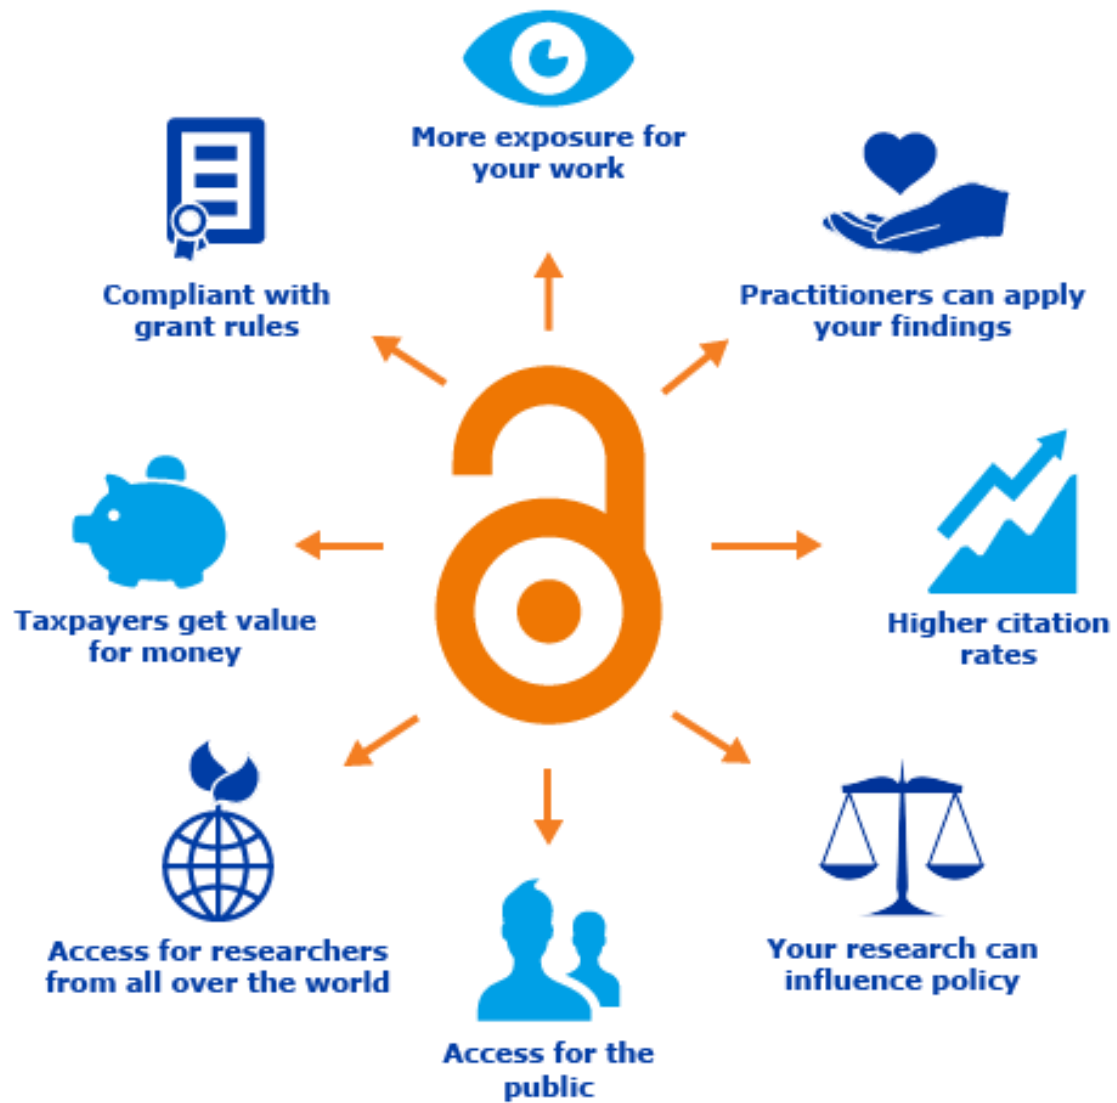 More exposure for
your work
Practitioners can apply
your findings
Higher citation
rates
Your research can
influence policy
Access for the
public
Access for researchers
from all over the world
Taxpayers get value
for money
Compliant with
grant rules